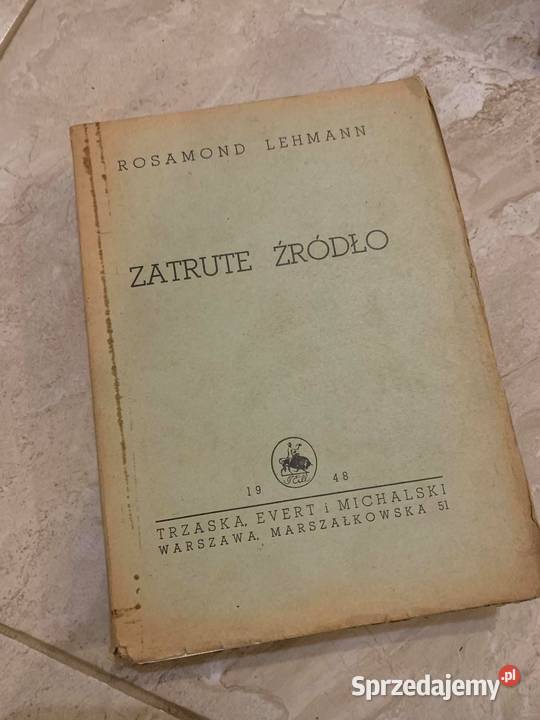 ROSAMOND LEHMANN
ZATRUTE ŹRÓDŁO
19 48
TRZASKA, EVERT i MICHALSKI
WARSZAWA, MARSZAŁKOWSKA 51
Sprzedajemy.pl